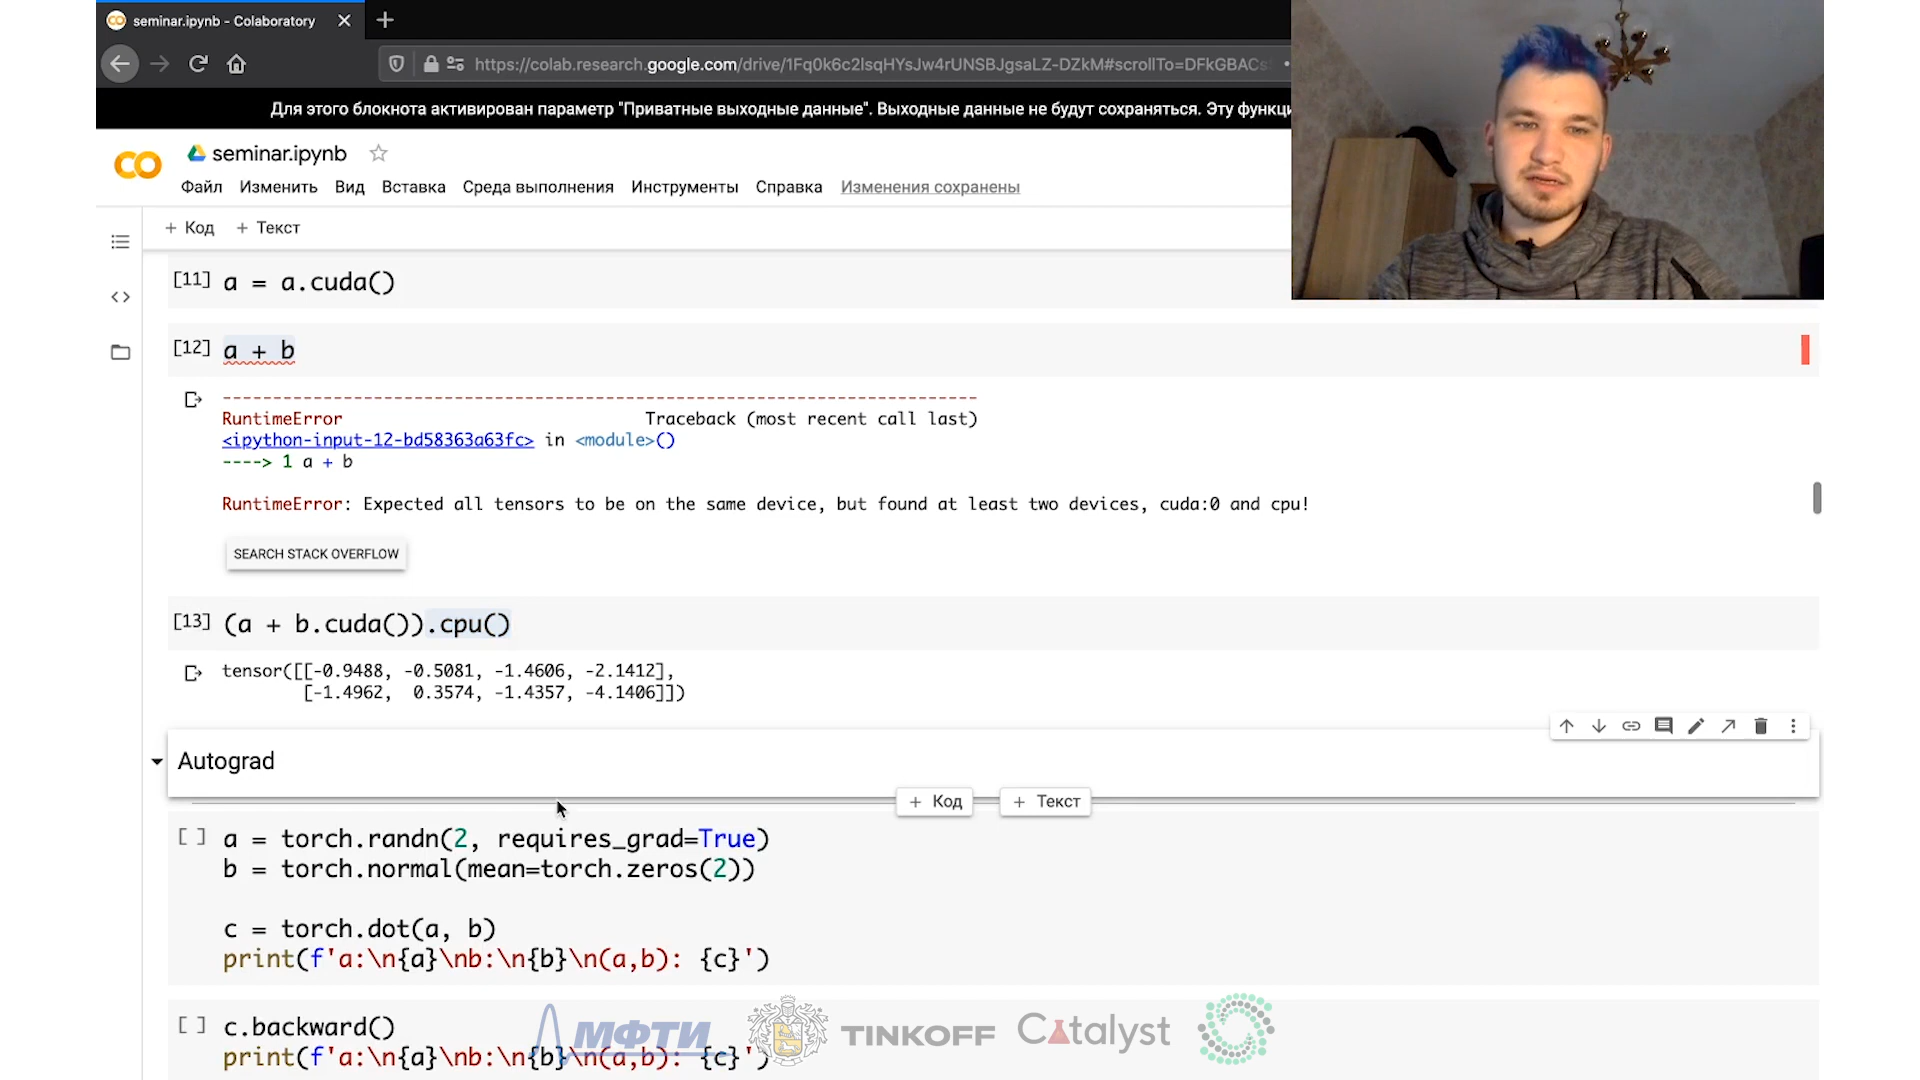 seminar.ipynb - Colaboratory
https://colab.research.google.com/drive/1Fq0k6c2lsqHYsJw4rUNSBJgsaLZ-DZkM#scrollTo=DFkGBACs
Для этого блокнота активирован параметр "Приватные выходные данные". Выходные данные не будут сохраняться. Эту функци
seminar.ipynb
Файл Изменить Вид Вставка Среда выполнения Инструменты Справка Изменения сохранены
+ Код + Текст
[11] a = a.cuda()
[12] a + b
---------------------------------------------------------------------------
RuntimeError Traceback (most recent call last)
<ipython-input-12-bd58363a63fc> in <module>()
----> 1 a + b
RuntimeError: Expected all tensors to be on the same device, but found at least two devices, cuda:0 and cpu!
SEARCH STACK OVERFLOW
[13] (a + b.cuda()).cpu()
tensor([[-0.9488, -0.5081, -1.4606, -2.1412],
[-1.4962, 0.3574, -1.4357, -4.1406]])
Autograd
+ Код + Текст
[ ] a = torch.randn(2, requires_grad=True)
b = torch.normal(mean=torch.zeros(2))
c = torch.dot(a, b)
print(f'a:\n{a}\nb:\n{b}\n(a,b): {c}')
[ ] c.backward()
print(f'a:\n{a}\nb:\n{b}\n(a,b): {c}')
МФТИ TINKOFF Catalyst